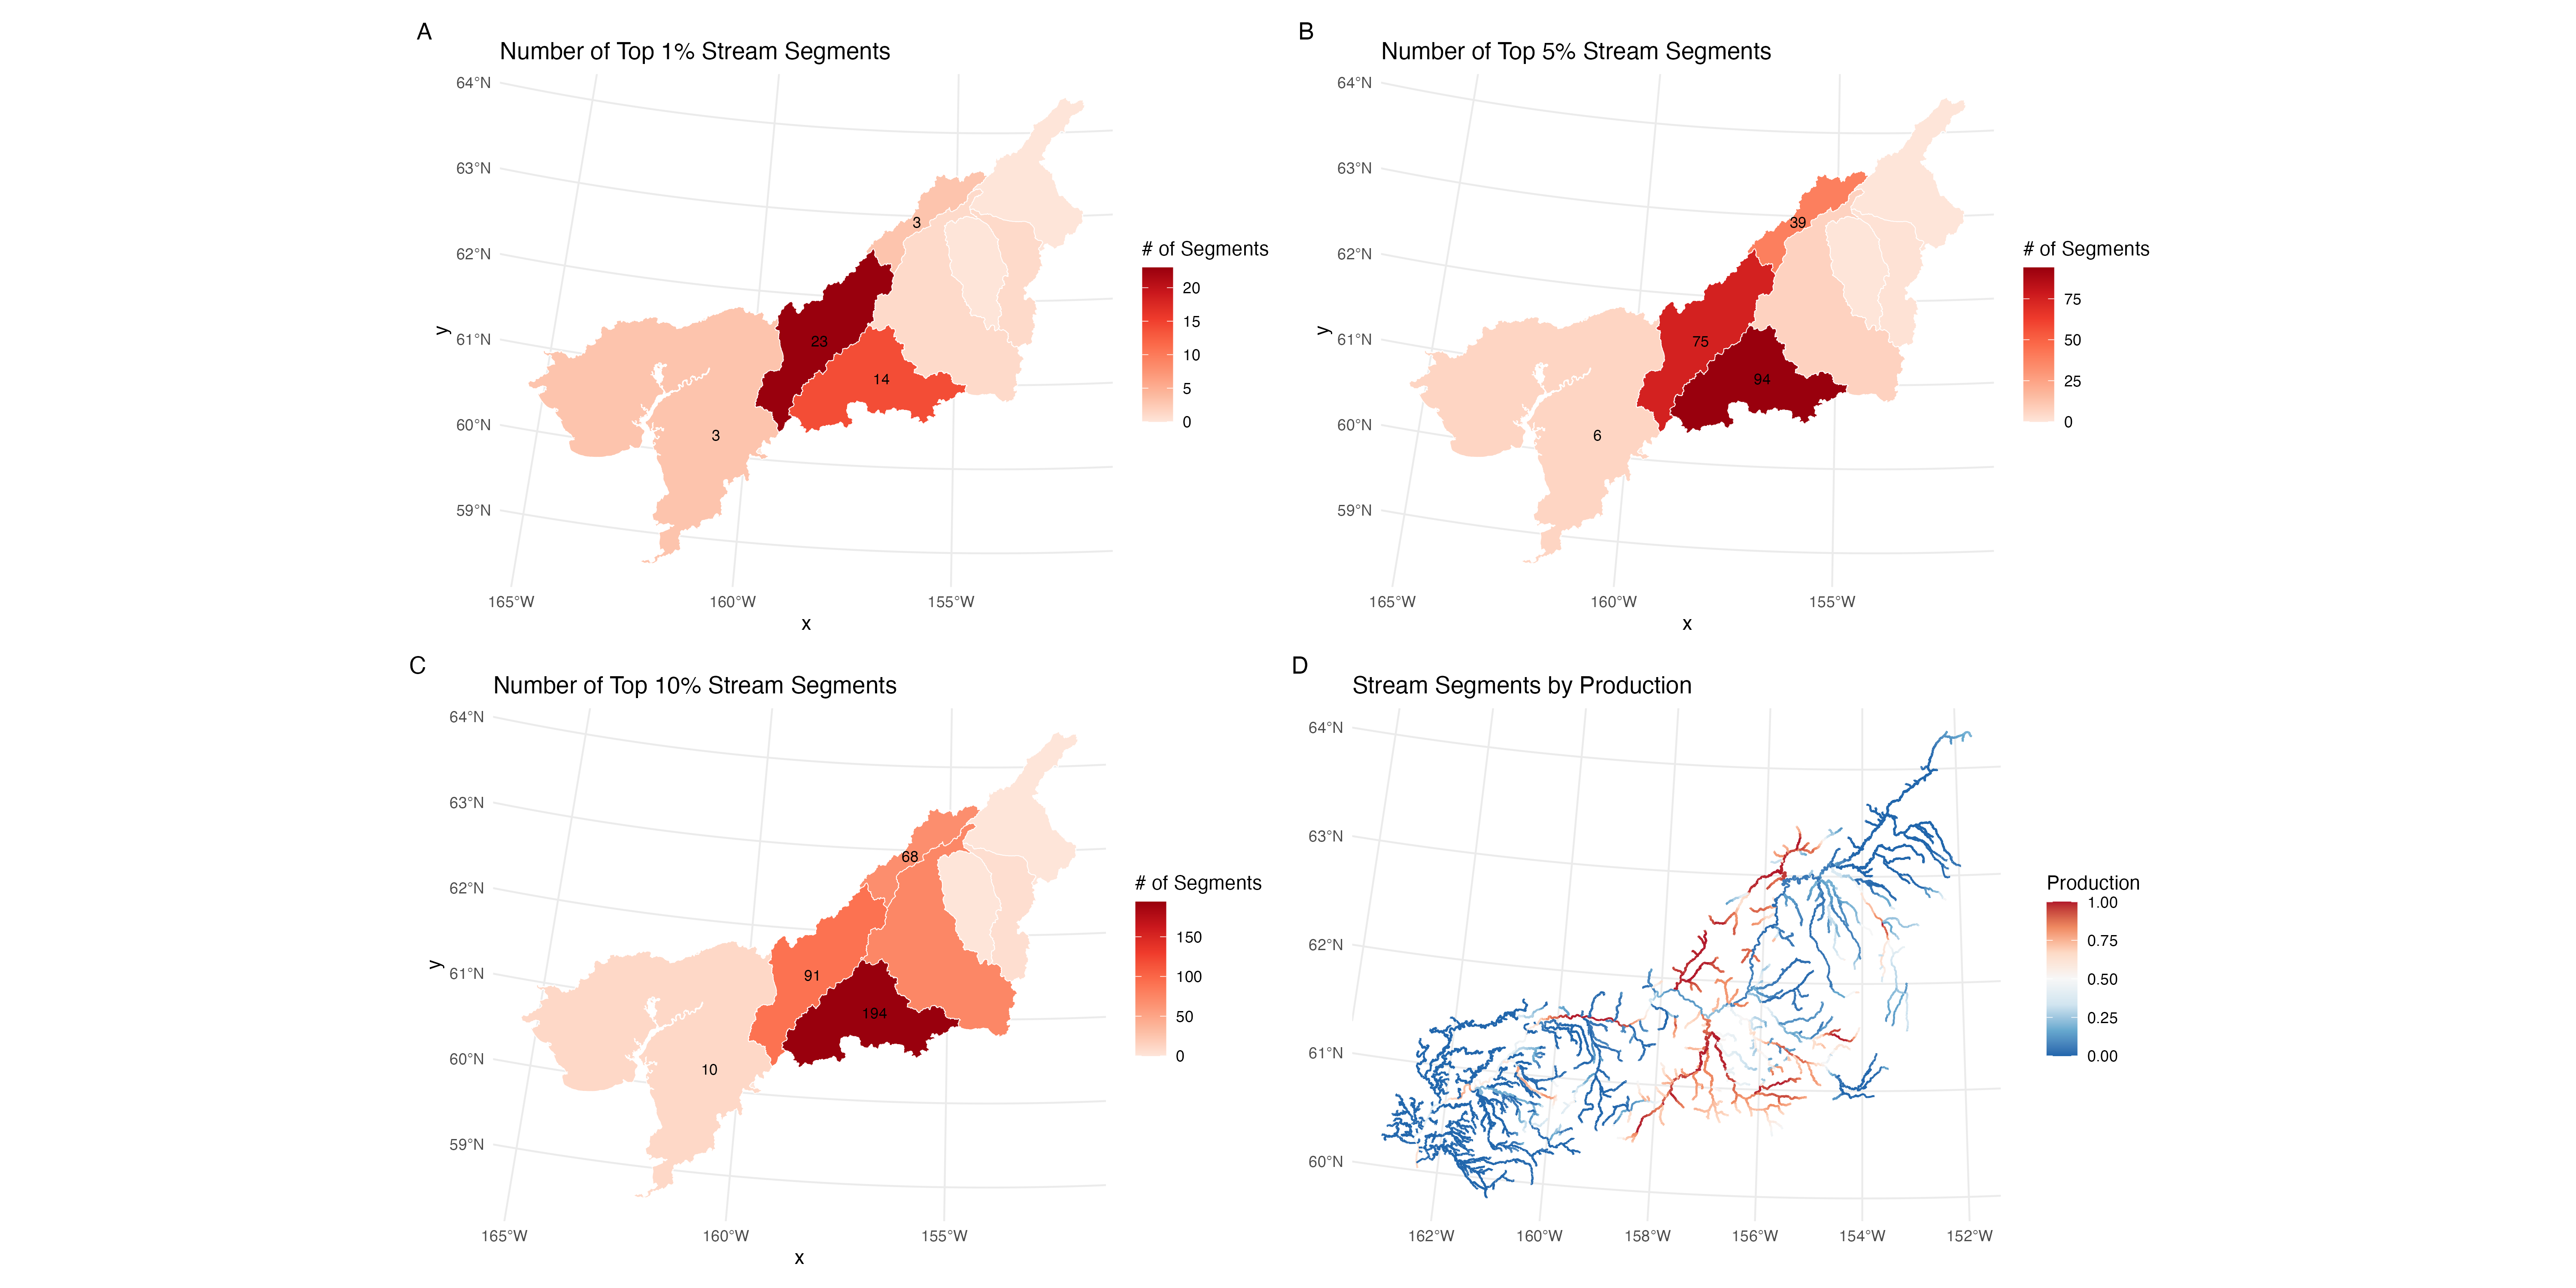 A
Number of Top 1% Stream Segments
64°N
63°N
62°N
61°N
60°N
59°N
y
3
23
14
3
165°W
160°W
155°W
x
# of Segments
20
15
10
5
0
B
Number of Top 5% Stream Segments
64°N
63°N
62°N
61°N
60°N
59°N
y
39
75
94
6
165°W
160°W
155°W
x
# of Segments
75
50
25
0
C
Number of Top 10% Stream Segments
64°N
63°N
62°N
61°N
60°N
59°N
y
68
91
194
10
165°W
160°W
155°W
x
# of Segments
150
100
50
0
D
Stream Segments by Production
64°N
63°N
62°N
61°N
60°N
162°W
160°W
158°W
156°W
154°W
152°W
Production
1.00
0.75
0.50
0.25
0.00